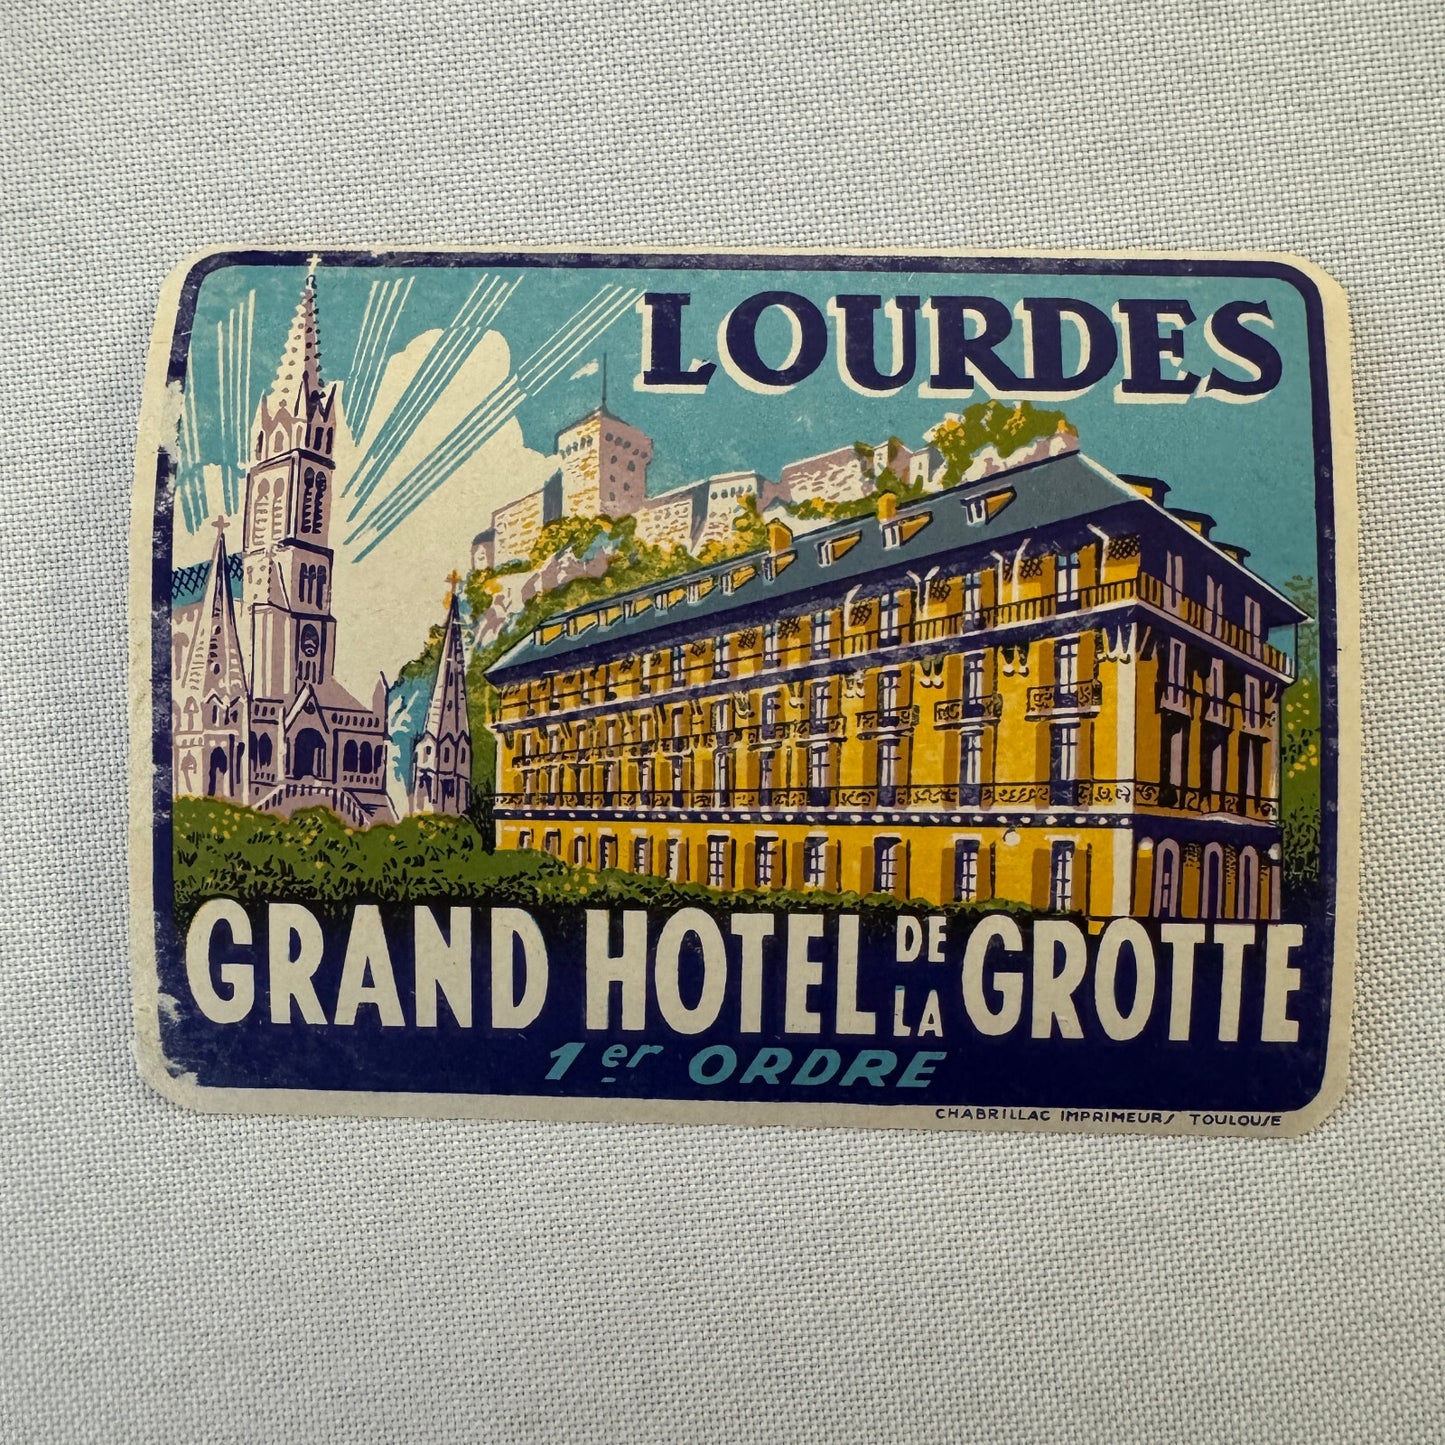 LOURDES
GRAND HOTEL DE LA GROTTE
1er ORDRE
CHABRILLAC IMPRIMEURS TOULOUSE